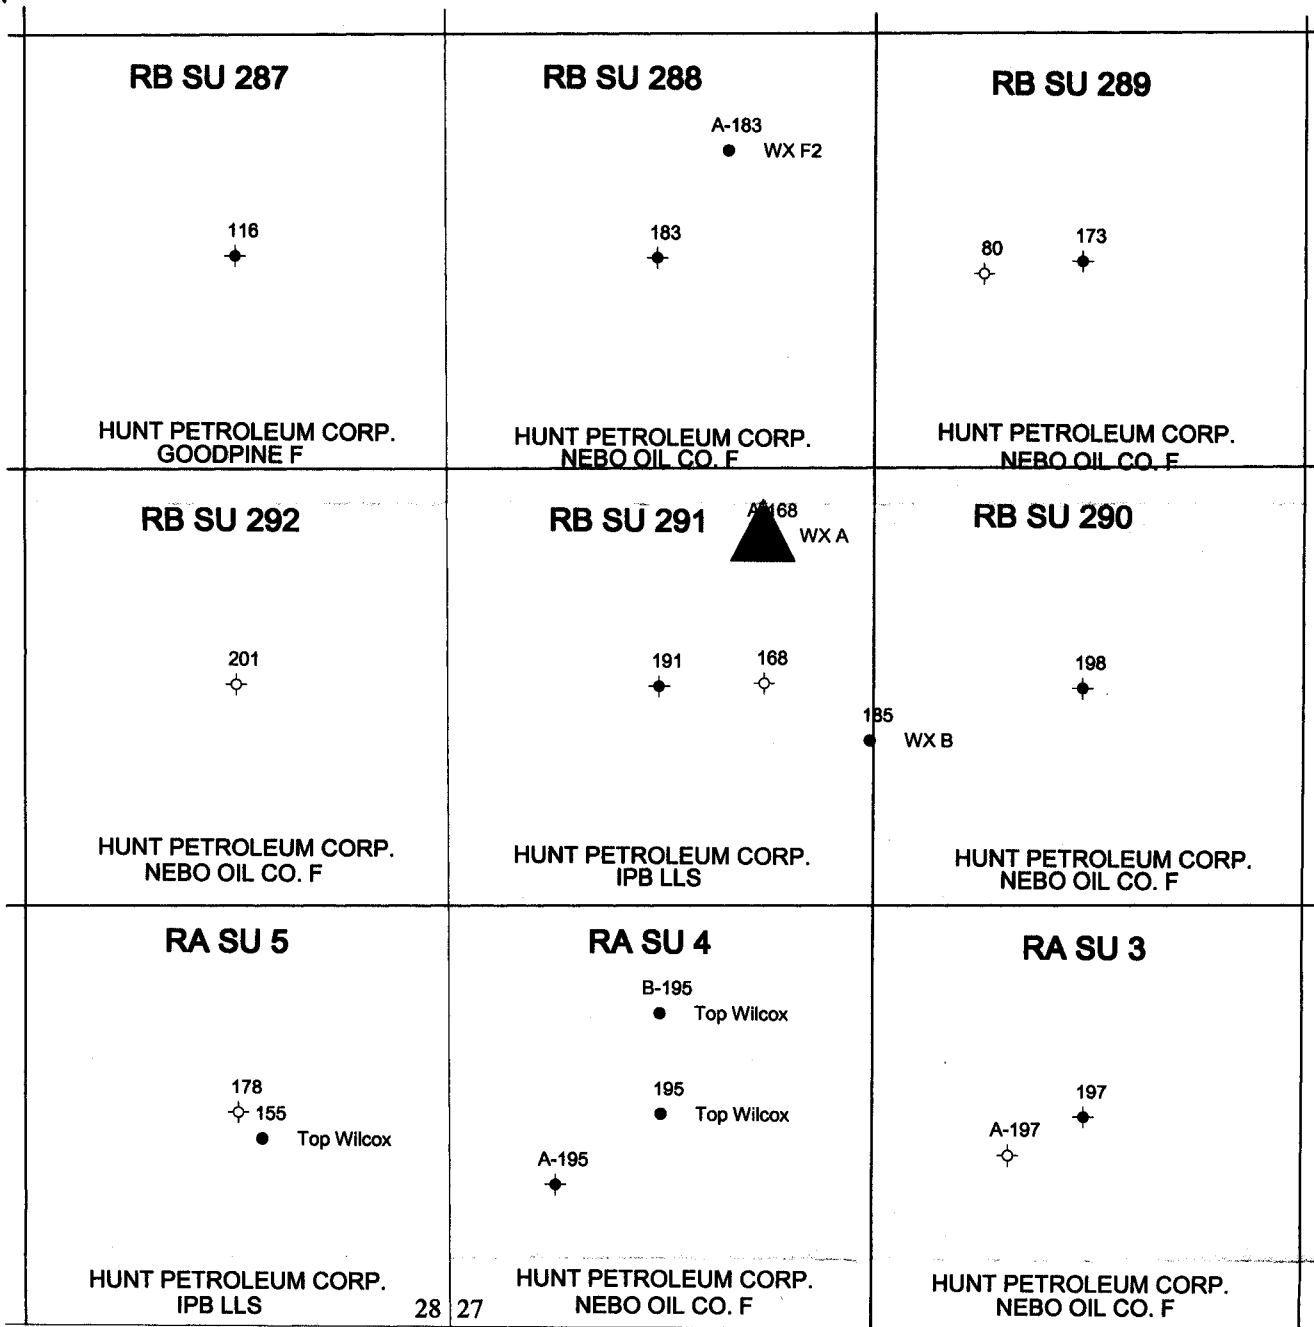 RB SU 287
116
HUNT PETROLEUM CORP.
GOODPINE F
RB SU 288
A-183
WX F2
183
HUNT PETROLEUM CORP.
NEBO OIL CO. F
RB SU 289
80
173
HUNT PETROLEUM CORP.
NEBO OIL CO. F
RB SU 292
201
HUNT PETROLEUM CORP.
NEBO OIL CO. F
RB SU 291
A-168
WX A
191
168
185
WX B
HUNT PETROLEUM CORP.
IPB LLS
RB SU 290
198
HUNT PETROLEUM CORP.
NEBO OIL CO. F
RA SU 5
178
155
Top Wilcox
HUNT PETROLEUM CORP.
IPB LLS
28
RA SU 4
B-195
Top Wilcox
195
Top Wilcox
A-195
HUNT PETROLEUM CORP.
NEBO OIL CO. F
27
RA SU 3
197
A-197
HUNT PETROLEUM CORP.
NEBO OIL CO. F